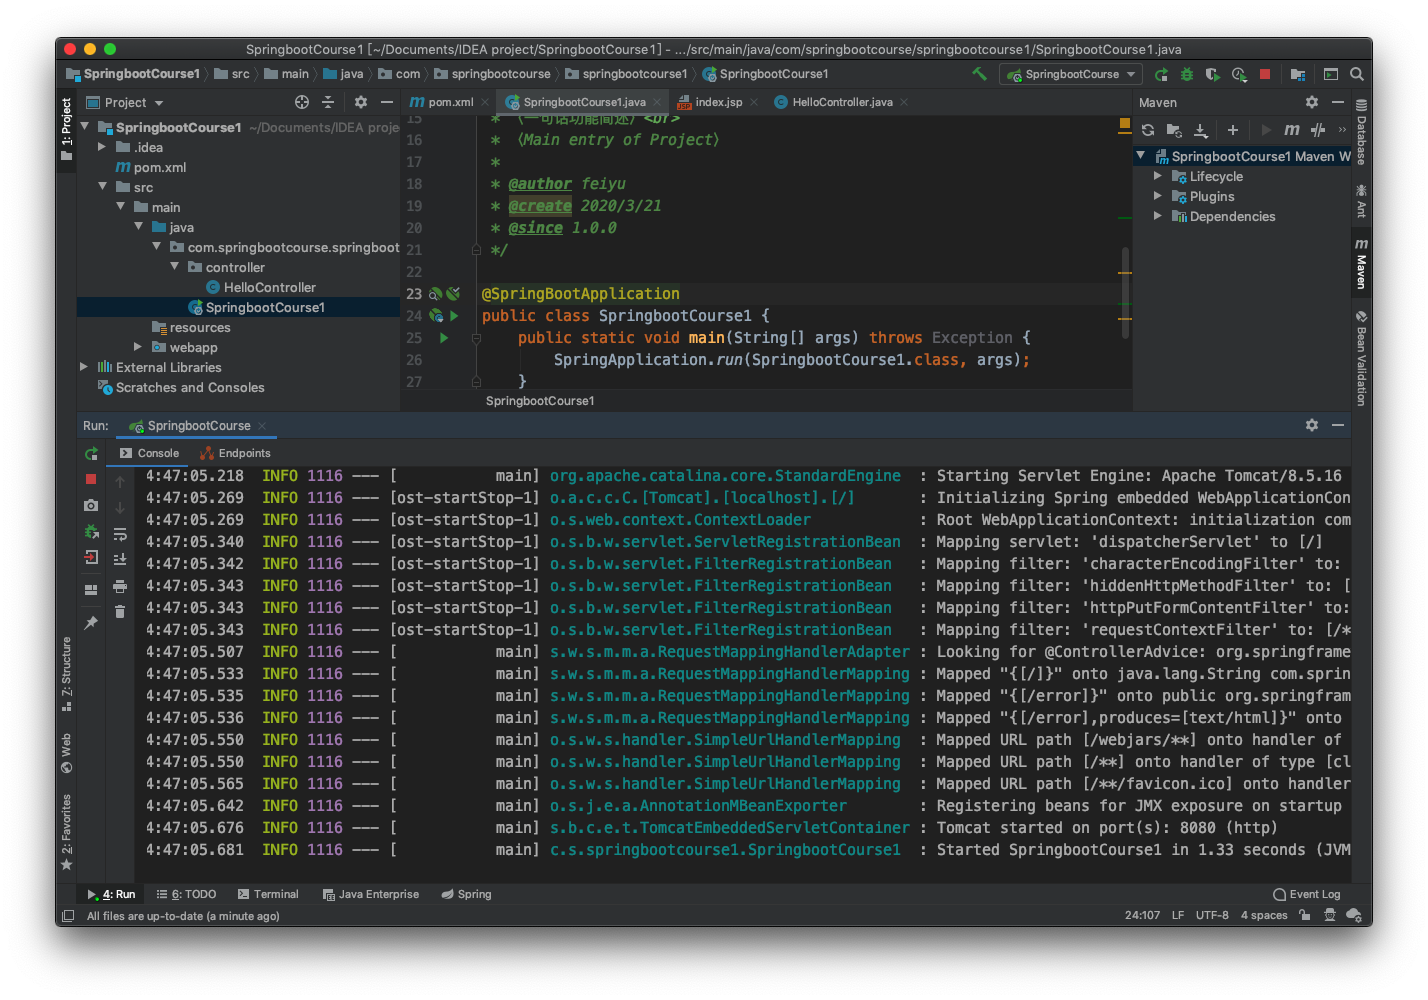 SpringbootCourse1 [~/Documents/IDEA project/SpringbootCourse1] - .../src/main/java/com/springbootcourse/springbootcourse1/SpringbootCourse1.java
SpringbootCourse1 src main java com springbootcourse springbootcourse1 SpringbootCourse1
SpringbootCourse
1: Project
Project
SpringbootCourse1 ~/Documents/IDEA proje
.idea
pom.xml
src
main
java
com.springbootcourse.springboot
controller
HelloController
SpringbootCourse1
resources
webapp
External Libraries
Scratches and Consoles
pom.xml SpringbootCourse1.java index.jsp HelloController.java
15 * 〈一句话功能简述〉<br>
16 * 〈Main entry of Project〉
17 *
18 * @author feiyu
19 * @create 2020/3/21
20 * @since 1.0.0
21 */
22
23 @SpringBootApplication
24 public class SpringbootCourse1 {
25 public static void main(String[] args) throws Exception {
26 SpringApplication.run(SpringbootCourse1.class, args);
27 }
SpringbootCourse1
Maven
SpringbootCourse1 Maven W
Lifecycle
Plugins
Dependencies
Database
Ant
Maven
Bean Validation
Run: SpringbootCourse
Console Endpoints
4:47:05.218 INFO 1116 --- [ main] org.apache.catalina.core.StandardEngine : Starting Servlet Engine: Apache Tomcat/8.5.16
4:47:05.269 INFO 1116 --- [ost-startStop-1] o.a.c.c.C.[Tomcat].[localhost].[/] : Initializing Spring embedded WebApplicationCon
4:47:05.269 INFO 1116 --- [ost-startStop-1] o.s.web.context.ContextLoader : Root WebApplicationContext: initialization com
4:47:05.340 INFO 1116 --- [ost-startStop-1] o.s.b.w.servlet.ServletRegistrationBean : Mapping servlet: 'dispatcherServlet' to [/]
4:47:05.342 INFO 1116 --- [ost-startStop-1] o.s.b.w.servlet.FilterRegistrationBean : Mapping filter: 'characterEncodingFilter' to:
4:47:05.343 INFO 1116 --- [ost-startStop-1] o.s.b.w.servlet.FilterRegistrationBean : Mapping filter: 'hiddenHttpMethodFilter' to: [
4:47:05.343 INFO 1116 --- [ost-startStop-1] o.s.b.w.servlet.FilterRegistrationBean : Mapping filter: 'httpPutFormContentFilter' to:
4:47:05.343 INFO 1116 --- [ost-startStop-1] o.s.b.w.servlet.FilterRegistrationBean : Mapping filter: 'requestContextFilter' to: [/*
4:47:05.507 INFO 1116 --- [ main] s.w.s.m.m.a.RequestMappingHandlerAdapter : Looking for @ControllerAdvice: org.springframe
4:47:05.533 INFO 1116 --- [ main] s.w.s.m.m.a.RequestMappingHandlerMapping : Mapped "{[/]}" onto java.lang.String com.sprin
4:47:05.535 INFO 1116 --- [ main] s.w.s.m.m.a.RequestMappingHandlerMapping : Mapped "{[/error]}" onto public org.springfram
4:47:05.536 INFO 1116 --- [ main] s.w.s.m.m.a.RequestMappingHandlerMapping : Mapped "{[/error],produces=[text/html]}" onto
4:47:05.550 INFO 1116 --- [ main] o.s.w.s.handler.SimpleUrlHandlerMapping : Mapped URL path [/webjars/**] onto handler of
4:47:05.550 INFO 1116 --- [ main] o.s.w.s.handler.SimpleUrlHandlerMapping : Mapped URL path [/**] onto handler of type [cl
4:47:05.565 INFO 1116 --- [ main] o.s.w.s.handler.SimpleUrlHandlerMapping : Mapped URL path [/**/favicon.ico] onto handler
4:47:05.642 INFO 1116 --- [ main] o.s.j.e.a.AnnotationMBeanExporter : Registering beans for JMX exposure on startup
4:47:05.676 INFO 1116 --- [ main] s.b.c.e.t.TomcatEmbeddedServletContainer : Tomcat started on port(s): 8080 (http)
4:47:05.681 INFO 1116 --- [ main] c.s.springbootcourse1.SpringbootCourse1 : Started SpringbootCourse1 in 1.33 seconds (JVM
Z: Structure
Web
2: Favorites
4: Run 6: TODO Terminal Java Enterprise Spring Event Log
All files are up-to-date (a minute ago) 24:107 LF UTF-8 4 spaces